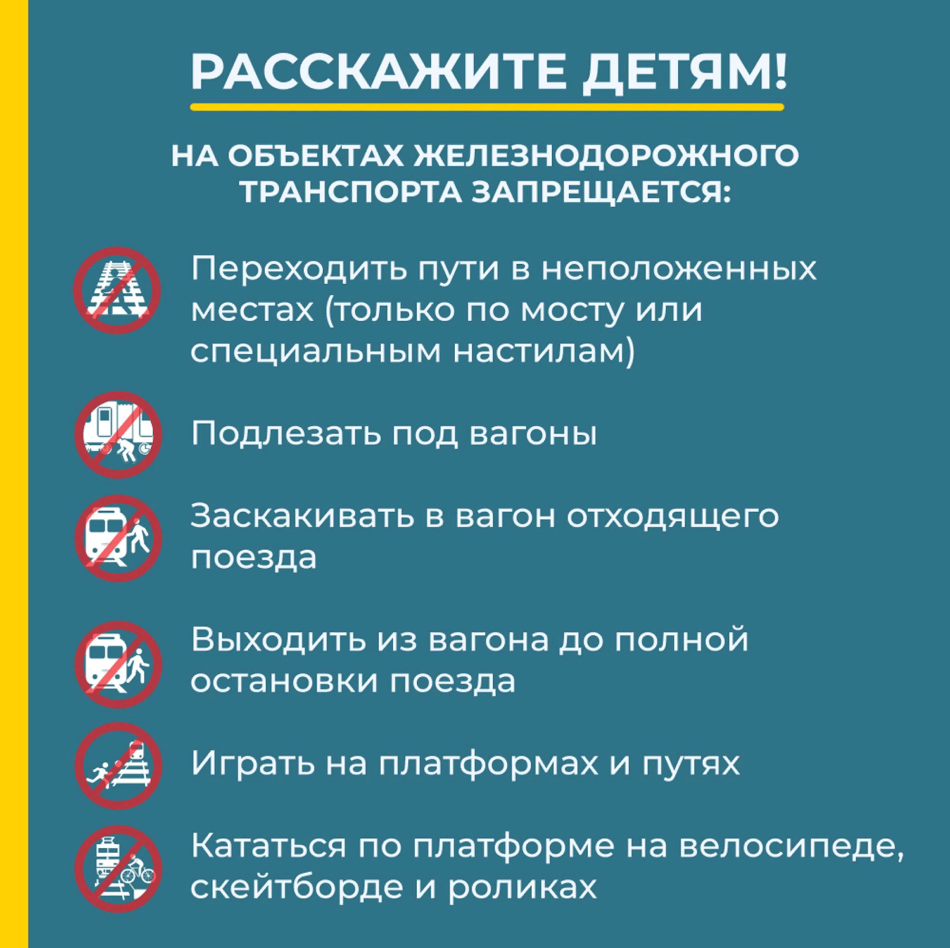 РАССКАЖИТЕ ДЕТЯМ!
НА ОБЪЕКТАХ ЖЕЛЕЗНОДОРОЖНОГО
ТРАНСПОРТА ЗАПРЕЩАЕТСЯ:
Переходить пути в неположенных
местах (только по мосту или
специальным настилам)
Подлезать под вагоны
Заскакивать в вагон отходящего
поезда
Выходить из вагона до полной
остановки поезда
Играть на платформах и путях
Кататься по платформе на велосипеде,
скейтборде и роликах